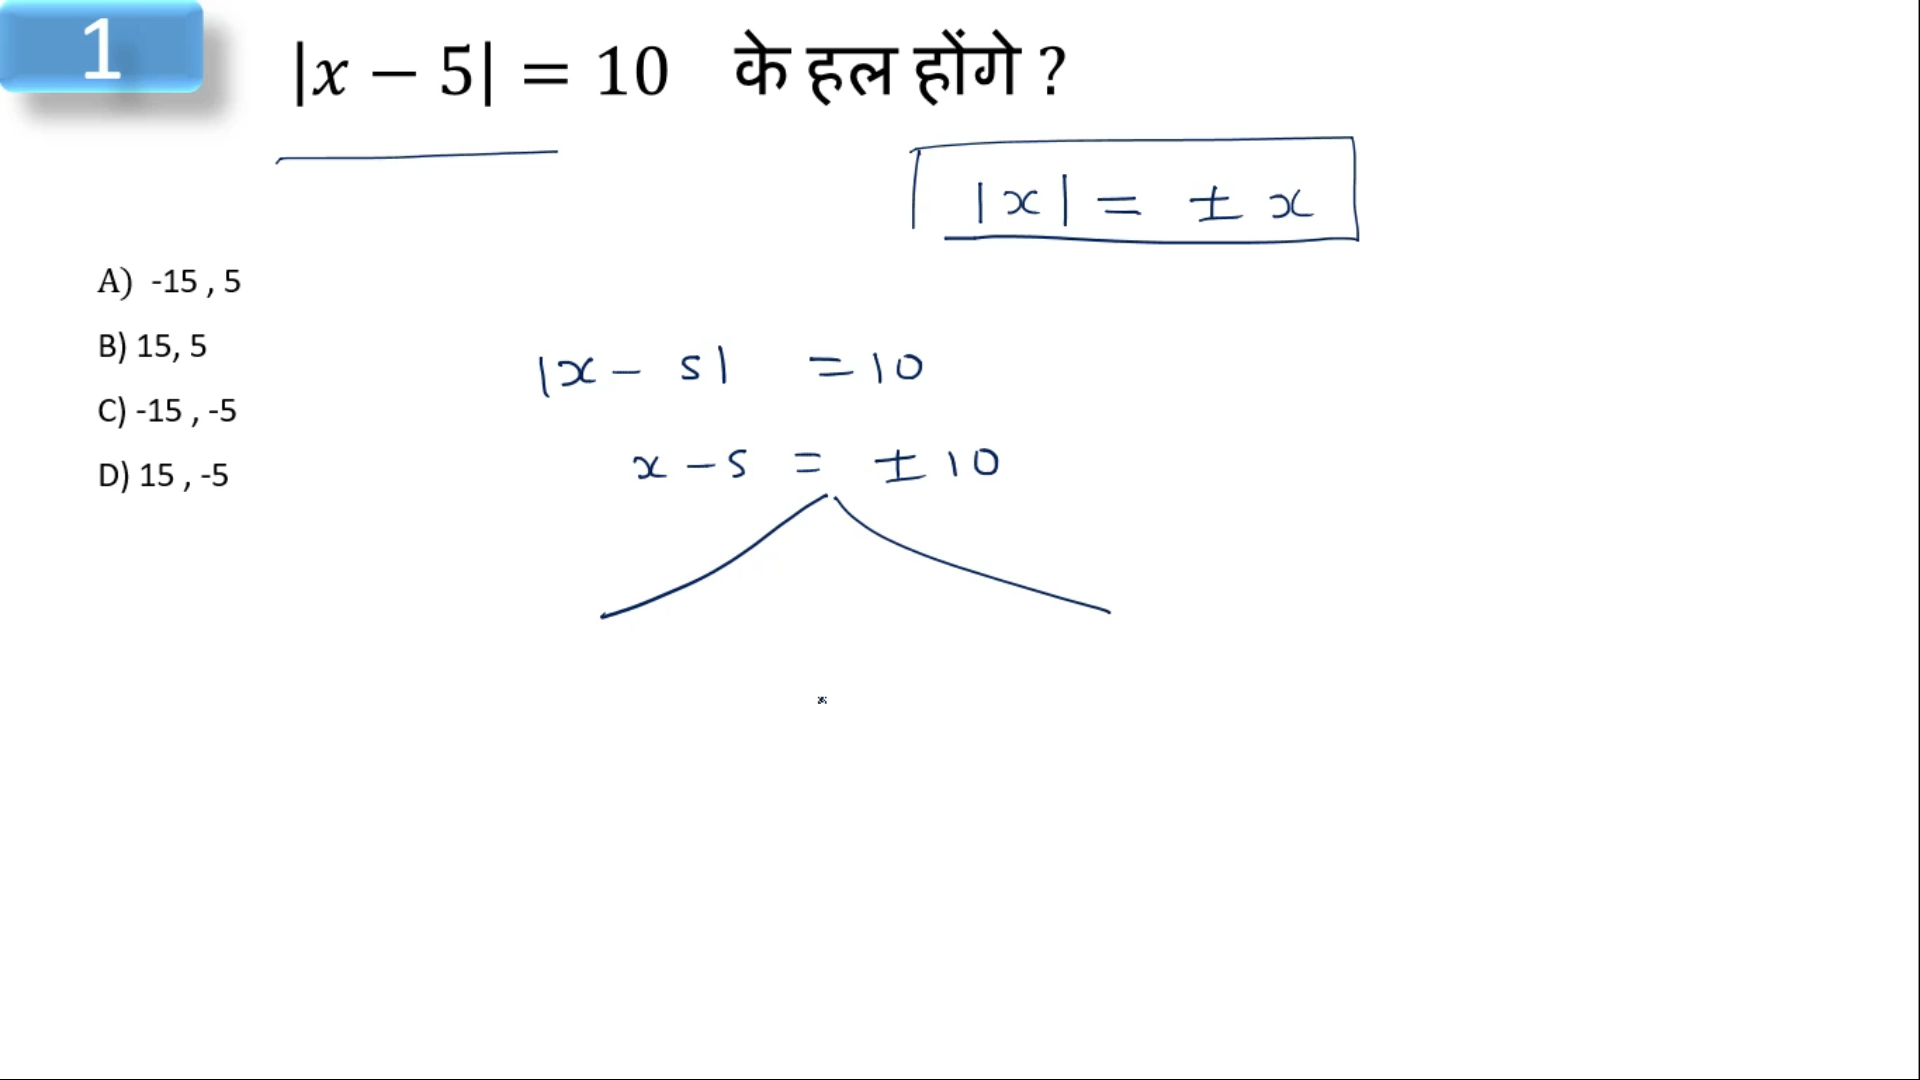 1
|x − 5| = 10 के हल होंगे ?
|x| = ± x
A) -15 , 5
B) 15, 5
C) -15 , -5
D) 15 , -5
|x - 5| = 10
x - 5 = ± 10